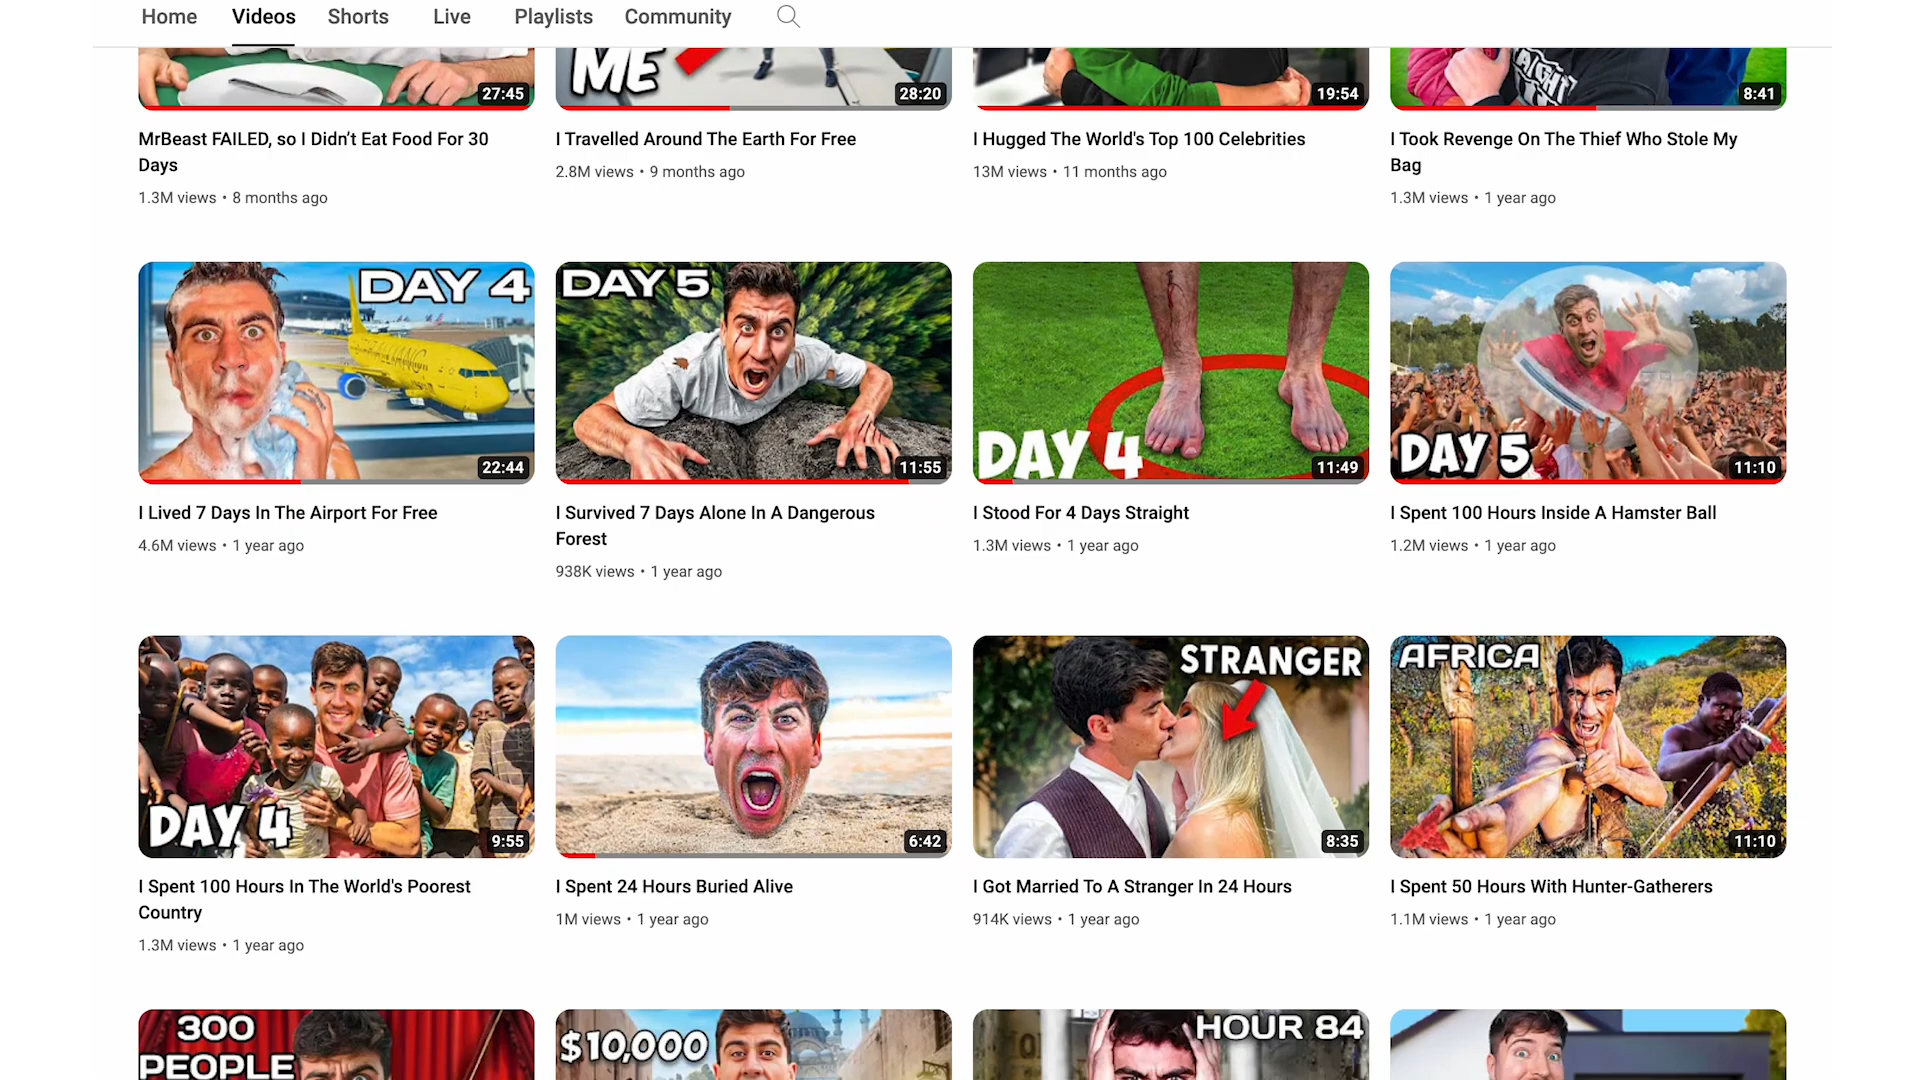 Home Videos Shorts Live Playlists Community
ME
27:45
28:20
19:54
8:41
MrBeast FAILED, so I Didn’t Eat Food For 30
Days
1.3M views • 8 months ago
I Travelled Around The Earth For Free
2.8M views • 9 months ago
I Hugged The World's Top 100 Celebrities
13M views • 11 months ago
I Took Revenge On The Thief Who Stole My
Bag
1.3M views • 1 year ago
DAY 4
22:44
I Lived 7 Days In The Airport For Free
4.6M views • 1 year ago
DAY 5
11:55
I Survived 7 Days Alone In A Dangerous
Forest
938K views • 1 year ago
DAY 4
11:49
I Stood For 4 Days Straight
1.3M views • 1 year ago
DAY 5
11:10
I Spent 100 Hours Inside A Hamster Ball
1.2M views • 1 year ago
DAY 4
9:55
I Spent 100 Hours In The World's Poorest
Country
1.3M views • 1 year ago
6:42
I Spent 24 Hours Buried Alive
1M views • 1 year ago
STRANGER
8:35
I Got Married To A Stranger In 24 Hours
914K views • 1 year ago
AFRICA
11:10
I Spent 50 Hours With Hunter-Gatherers
1.1M views • 1 year ago
300
PEOPLE
$10,000
HOUR 84